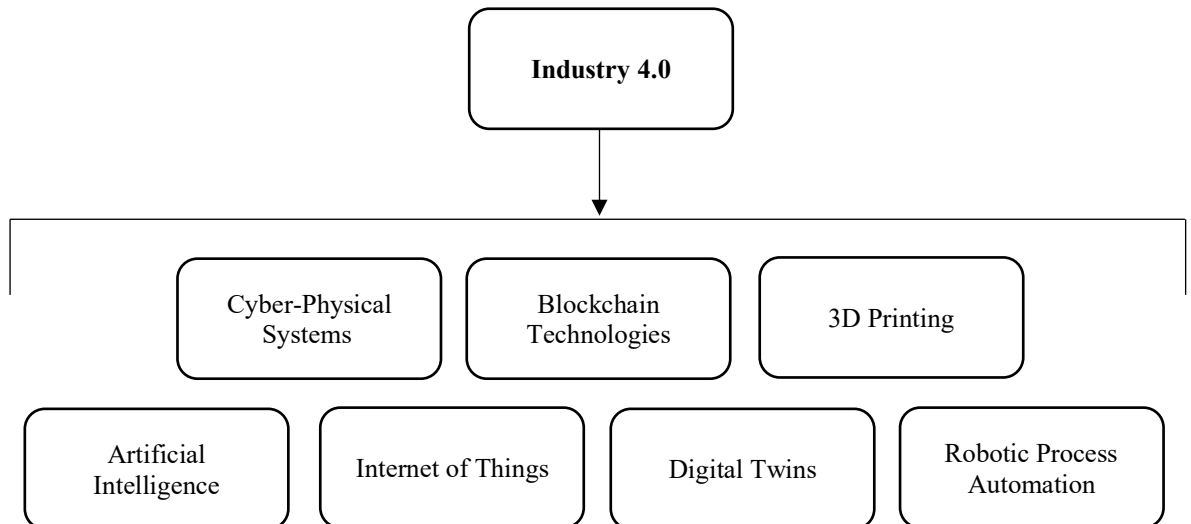 Industry 4.0
Cyber-Physical
Systems
Blockchain
Technologies
3D Printing
Artificial
Intelligence
Internet of Things
Digital Twins
Robotic Process
Automation